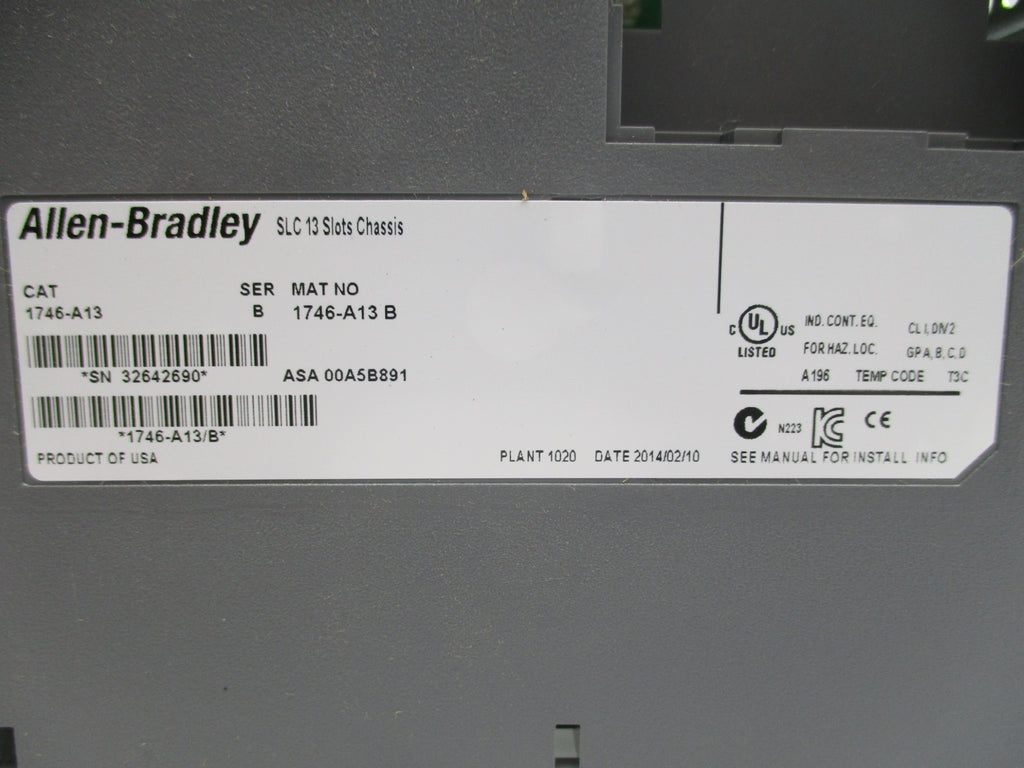 Allen-Bradley SLC 13 Slots Chassis
CAT SER MAT NO
1746-A13 B 1746-A13 B
*SN 32642690* ASA 00A5B891
*1746-A13/B*
PRODUCT OF USA PLANT 1020 DATE 2014/02/10
C UL US IND. CONT. EQ. CL I, DIV 2
LISTED FOR HAZ. LOC. GP A, B, C, D
A196 TEMP CODE T3C
N223 CE
SEE MANUAL FOR INSTALL INFO